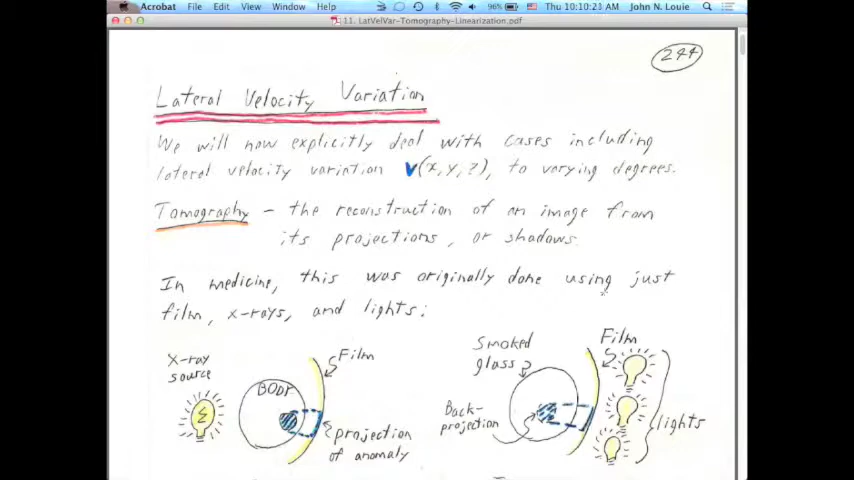 Acrobat File Edit View Window Help 96% Thu 10:10:21 AM John N. Louie
11. LatVelVar-Tomography-Linearization.pdf
244
Lateral Velocity Variation
We will now explicitly deal with cases including
lateral velocity variation v(x,y,z), to varying degrees.
Tomography - the reconstruction of an image from
its projections, or shadows.
In medicine, this was originally done using just
film, x-rays, and lights:
X-ray
source
BODY
Film
projection
of anomaly
Smoked
glass
Back-
projection
Film
lights